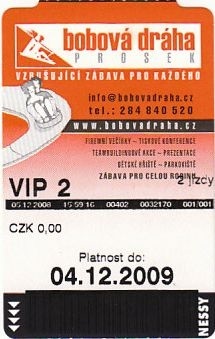 bobová dráha
PROSEK
VZRUŠUJÍCÍ ZÁBAVA PRO KAŽDÉHO
info@bobovadraha.cz
tel.: 284 840 520
www.bobovadraha.cz
FIREMNÍ VEČÍRKY – TISKOVÉ KONFERENCE
TEAMBUILDINGOVÉ AKCE – PREZENTACE
DĚTSKÉ HŘIŠTĚ – PARKOVIŠTĚ
ZÁBAVA PRO CELOU RODINU
VIP 2
2 jízdy
05.12.2008 15:59:16 00402 0032170 001/001
CZK 0,00
Platnost do:
04.12.2009
NESSY